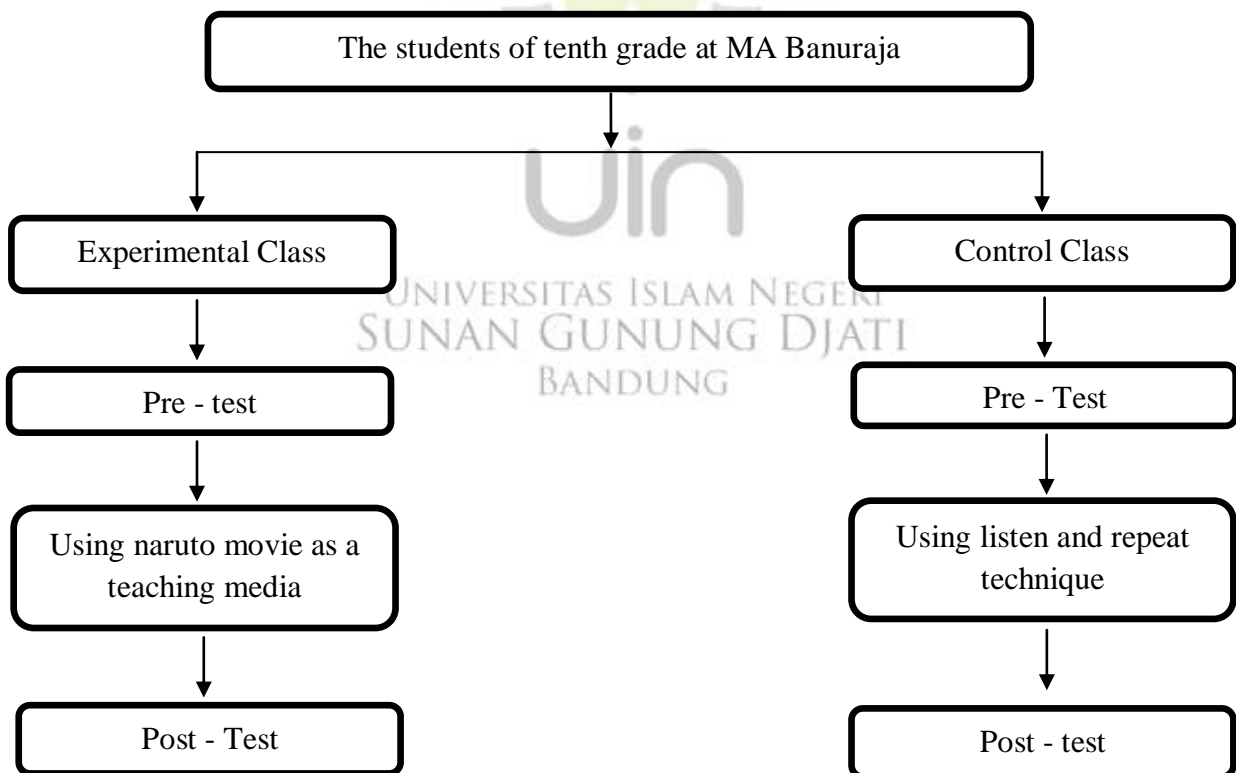 The students of tenth grade at MA Banuraja
uin
Experimental Class
Control Class
UNIVERSITAS ISLAM NEGERI
SUNAN GUNUNG DJATI
BANDUNG
Pre - test
Pre - Test
Using naruto movie as a
teaching media
Using listen and repeat
technique
Post - Test
Post - test